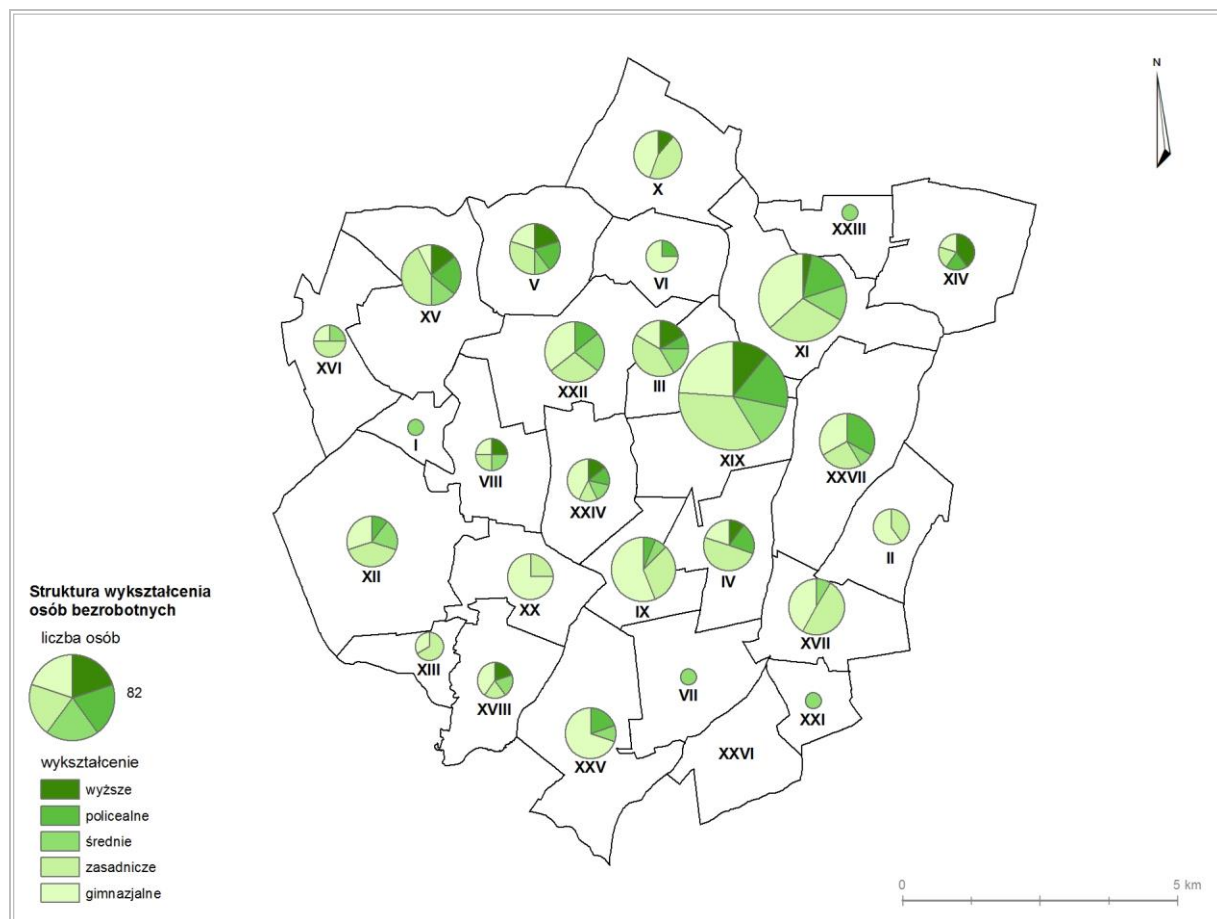 N
X
XXIII
V
VI
XIV
XV
XI
XVI
XXII
III
I
XIX
VIII
XXVII
XXIV
II
XII
IV
XX
IX
XVII
XIII
XVIII
VII
XXI
XXV
XXVI
Struktura wykształcenia
osób bezrobotnych
liczba osób
82
wykształcenie
wyższe
policealne
średnie
zasadnicze
gimnazjalne
0
5 km